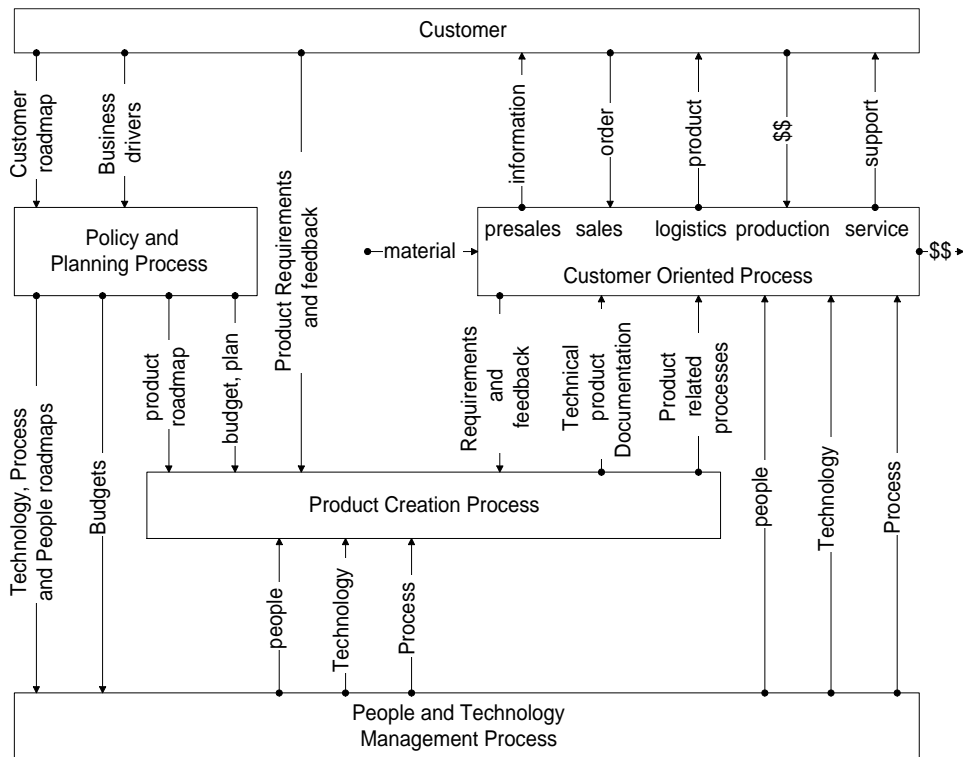 Customer
Customer
roadmap
Business
drivers
Product Requirements
and feedback
information
order
product
$$
support
Policy and
Planning Process
presales sales logistics production service
Customer Oriented Process
material
$$
Technology, Process
and People roadmaps
Budgets
product
roadmap
budget, plan
Requirements
and
feedback
Technical
product
Documentation
Product
related
processes
Product Creation Process
people
Technology
Process
people
Technology
Process
People and Technology
Management Process